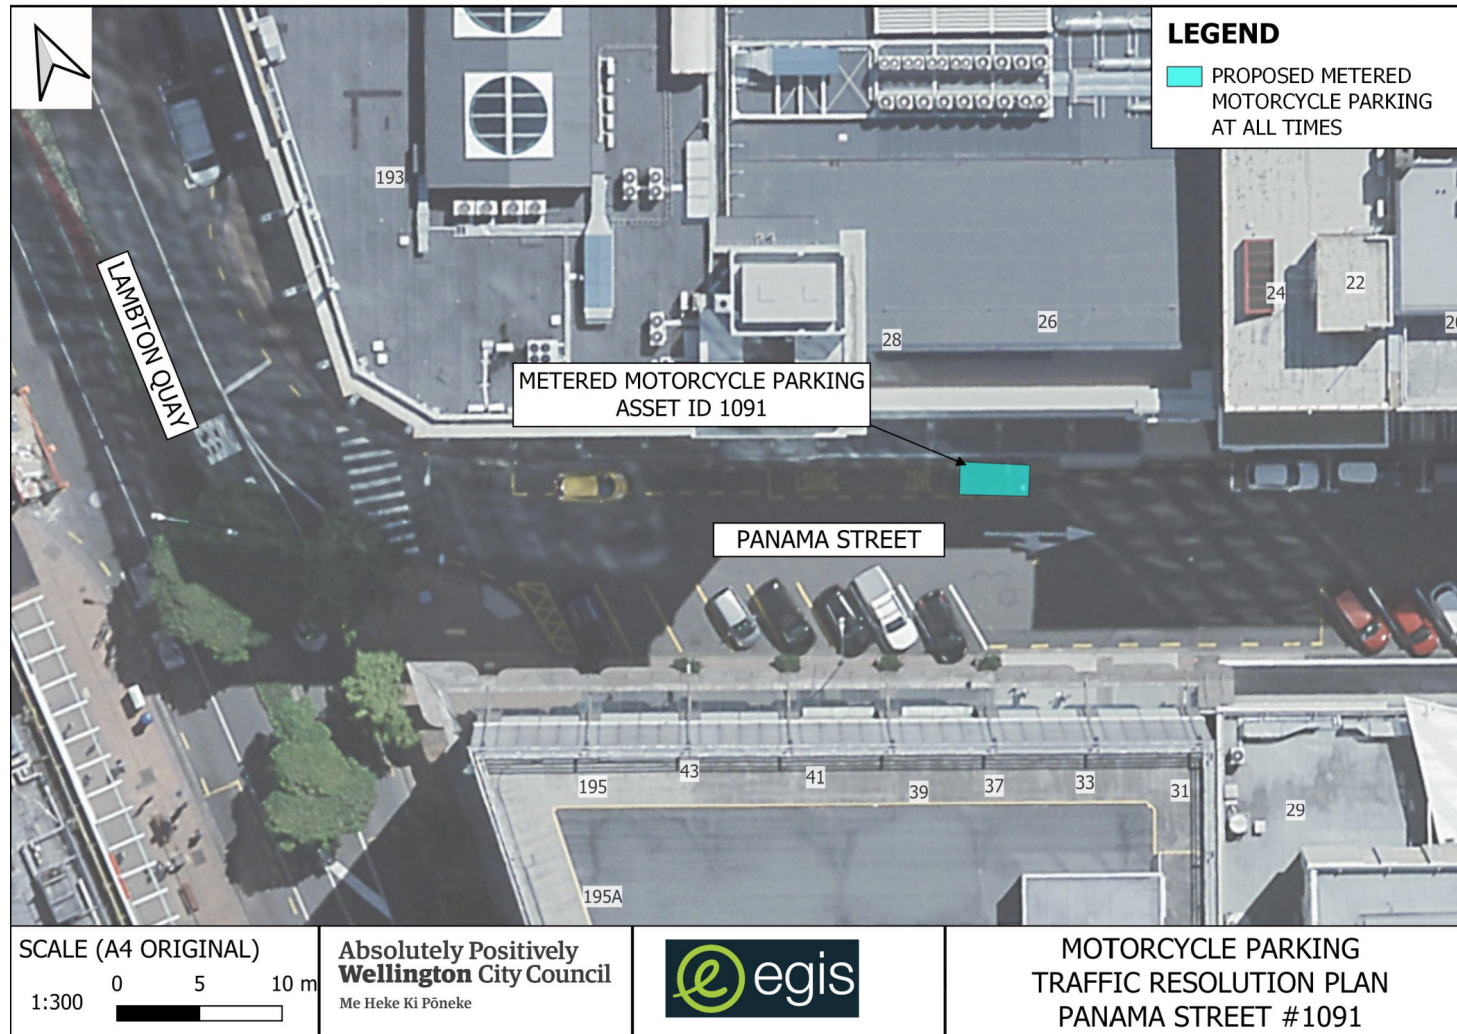 LEGEND
PROPOSED METERED
MOTORCYCLE PARKING
AT ALL TIMES
193
LAMBTON QUAY
24
22
26
28
METERED MOTORCYCLE PARKING
ASSET ID 1091
LOADING ZONE
PANAMA STREET
195
43
41
39
37
33
31
29
195A
SCALE (A4 ORIGINAL)
0 5 10 m
1:300
Absolutely Positively
Wellington City Council
Me Heke Ki Pōneke
egis
MOTORCYCLE PARKING
TRAFFIC RESOLUTION PLAN
PANAMA STREET #1091